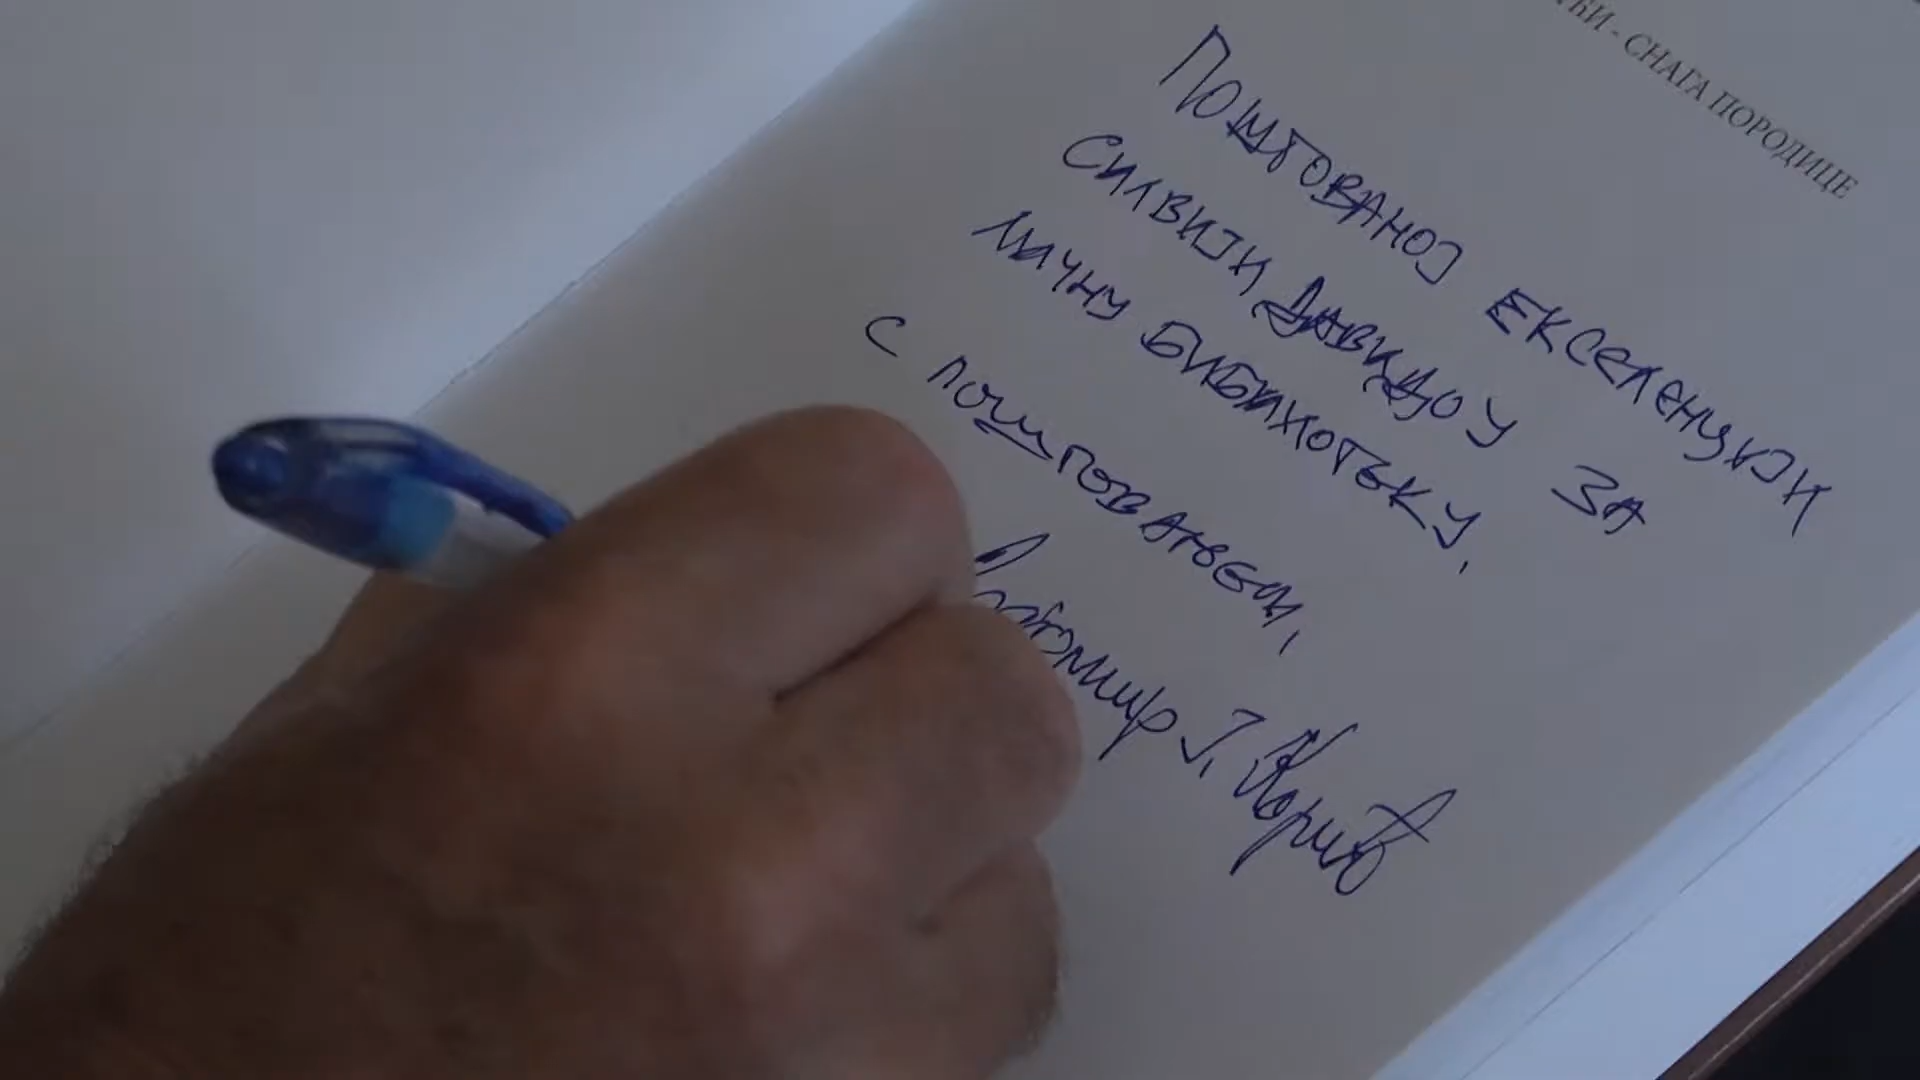 - СНАГА ПОРОДИЦЕ
Поштованој Екселенцији
Силвији Давидоу за
личну библиотеку.
С поштовањем,